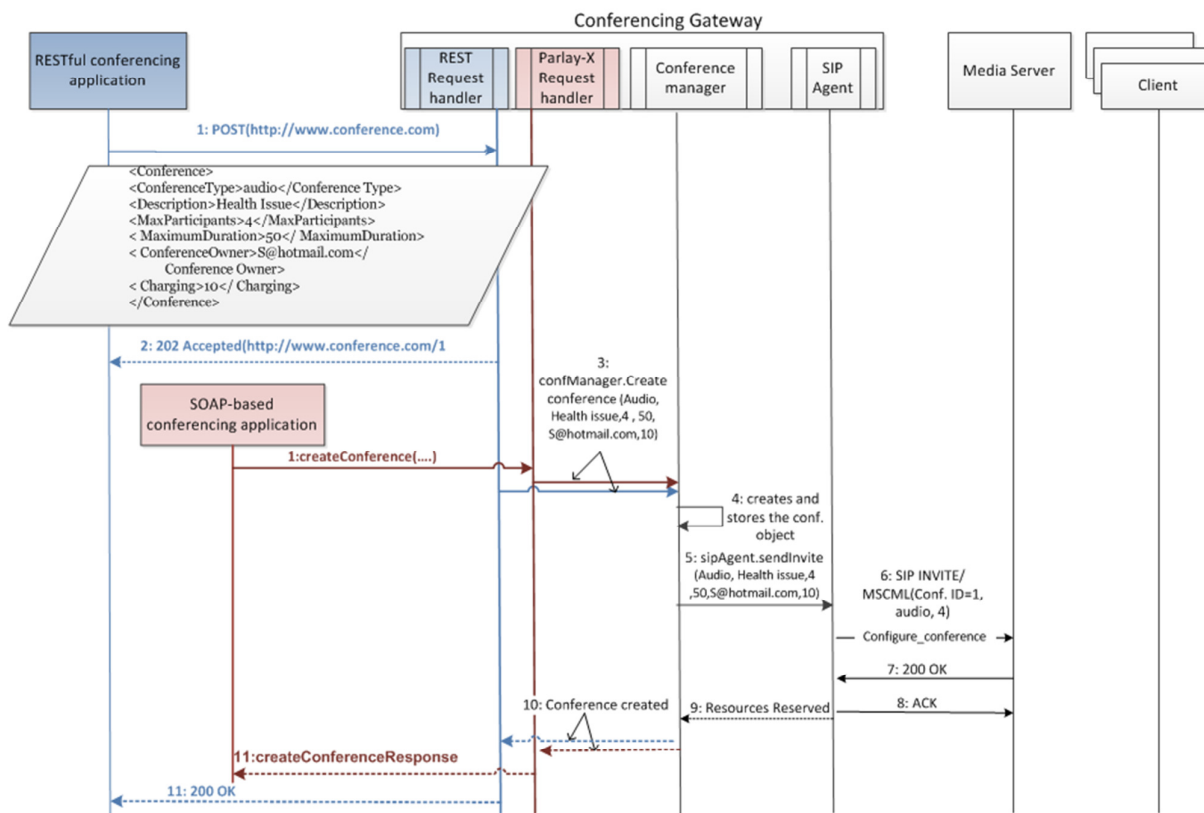 Conferencing Gateway
RESTful conferencing
application
REST
Request
handler
Parlay-X
Request
handler
Conference
manager
SIP
Agent
Media Server
Client
1: POST(http://www.conference.com)
<Conference>
<ConferenceType>audio</Conference Type>
<Description>Health Issue</Description>
<MaxParticipants>4</MaxParticipants>
< MaximumDuration>50</ MaximumDuration>
< ConferenceOwner>S@hotmail.com</
Conference Owner>
< Charging>10</ Charging>
</Conference>
2: 202 Accepted(http://www.conference.com/1
3:
confManager.Create
conference (Audio,
Health issue,4 , 50,
S@hotmail.com,10)
SOAP-based
conferencing application
1:createConference(....)
4: creates and
stores the conf.
object
5: sipAgent.sendInvite
(Audio, Health issue,4
,50,S@hotmail.com,10)
6: SIP INVITE/
MSCML(Conf. ID=1,
audio, 4)
Configure_conference
7: 200 OK
8: ACK
9: Resources Reserved
10: Conference created
11:createConferenceResponse
11: 200 OK